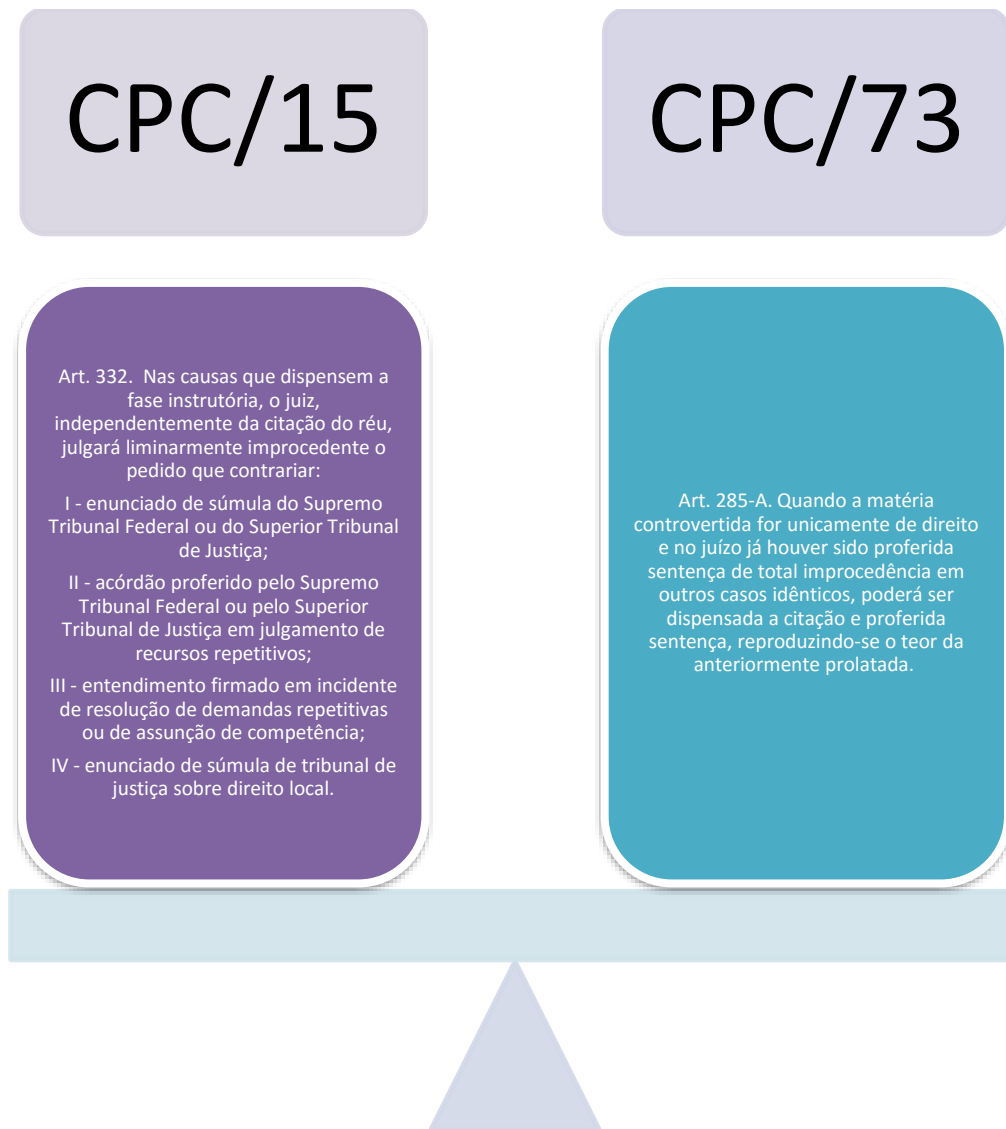 CPC/15
CPC/73
Art. 332.  Nas causas que dispensem a
fase instrutória, o juiz,
independentemente da citação do réu,
julgará liminarmente improcedente o
pedido que contrariar:
I - enunciado de súmula do Supremo
Tribunal Federal ou do Superior Tribunal
de Justiça;
II - acórdão proferido pelo Supremo
Tribunal Federal ou pelo Superior
Tribunal de Justiça em julgamento de
recursos repetitivos;
III - entendimento firmado em incidente
de resolução de demandas repetitivas
ou de assunção de competência;
IV - enunciado de súmula de tribunal de
justiça sobre direito local.
Art. 285-A. Quando a matéria
controvertida for unicamente de direito
e no juízo já houver sido proferida
sentença de total improcedência em
outros casos idênticos, poderá ser
dispensada a citação e proferida
sentença, reproduzindo-se o teor da
anteriormente prolatada.